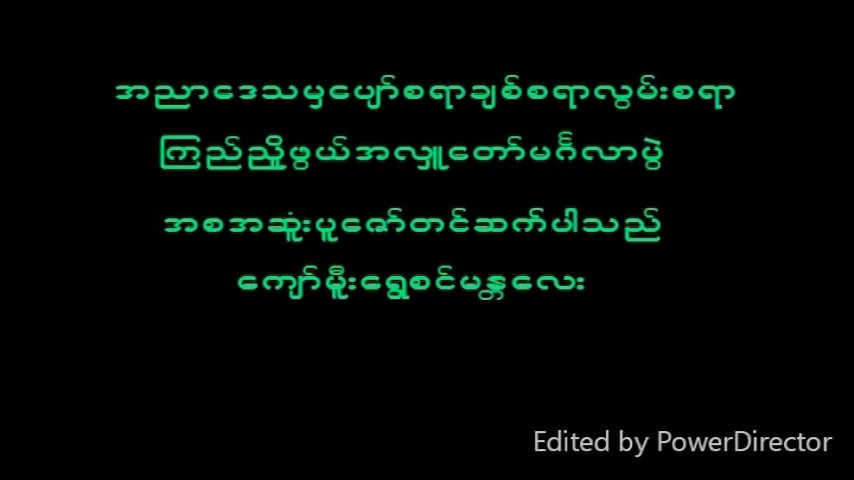 အညာဒေသမှပျော်စရာချစ်စရာလွမ်းစရာ
ကြည်ညှိုဖွယ်အလှူတော်မင်္ဂလာပွဲ
အစအဆုံးပူဇော်တင်ဆက်ပါသည်
ကျော်မိူးရွှေစင်မန္တလေး
Edited by PowerDirector